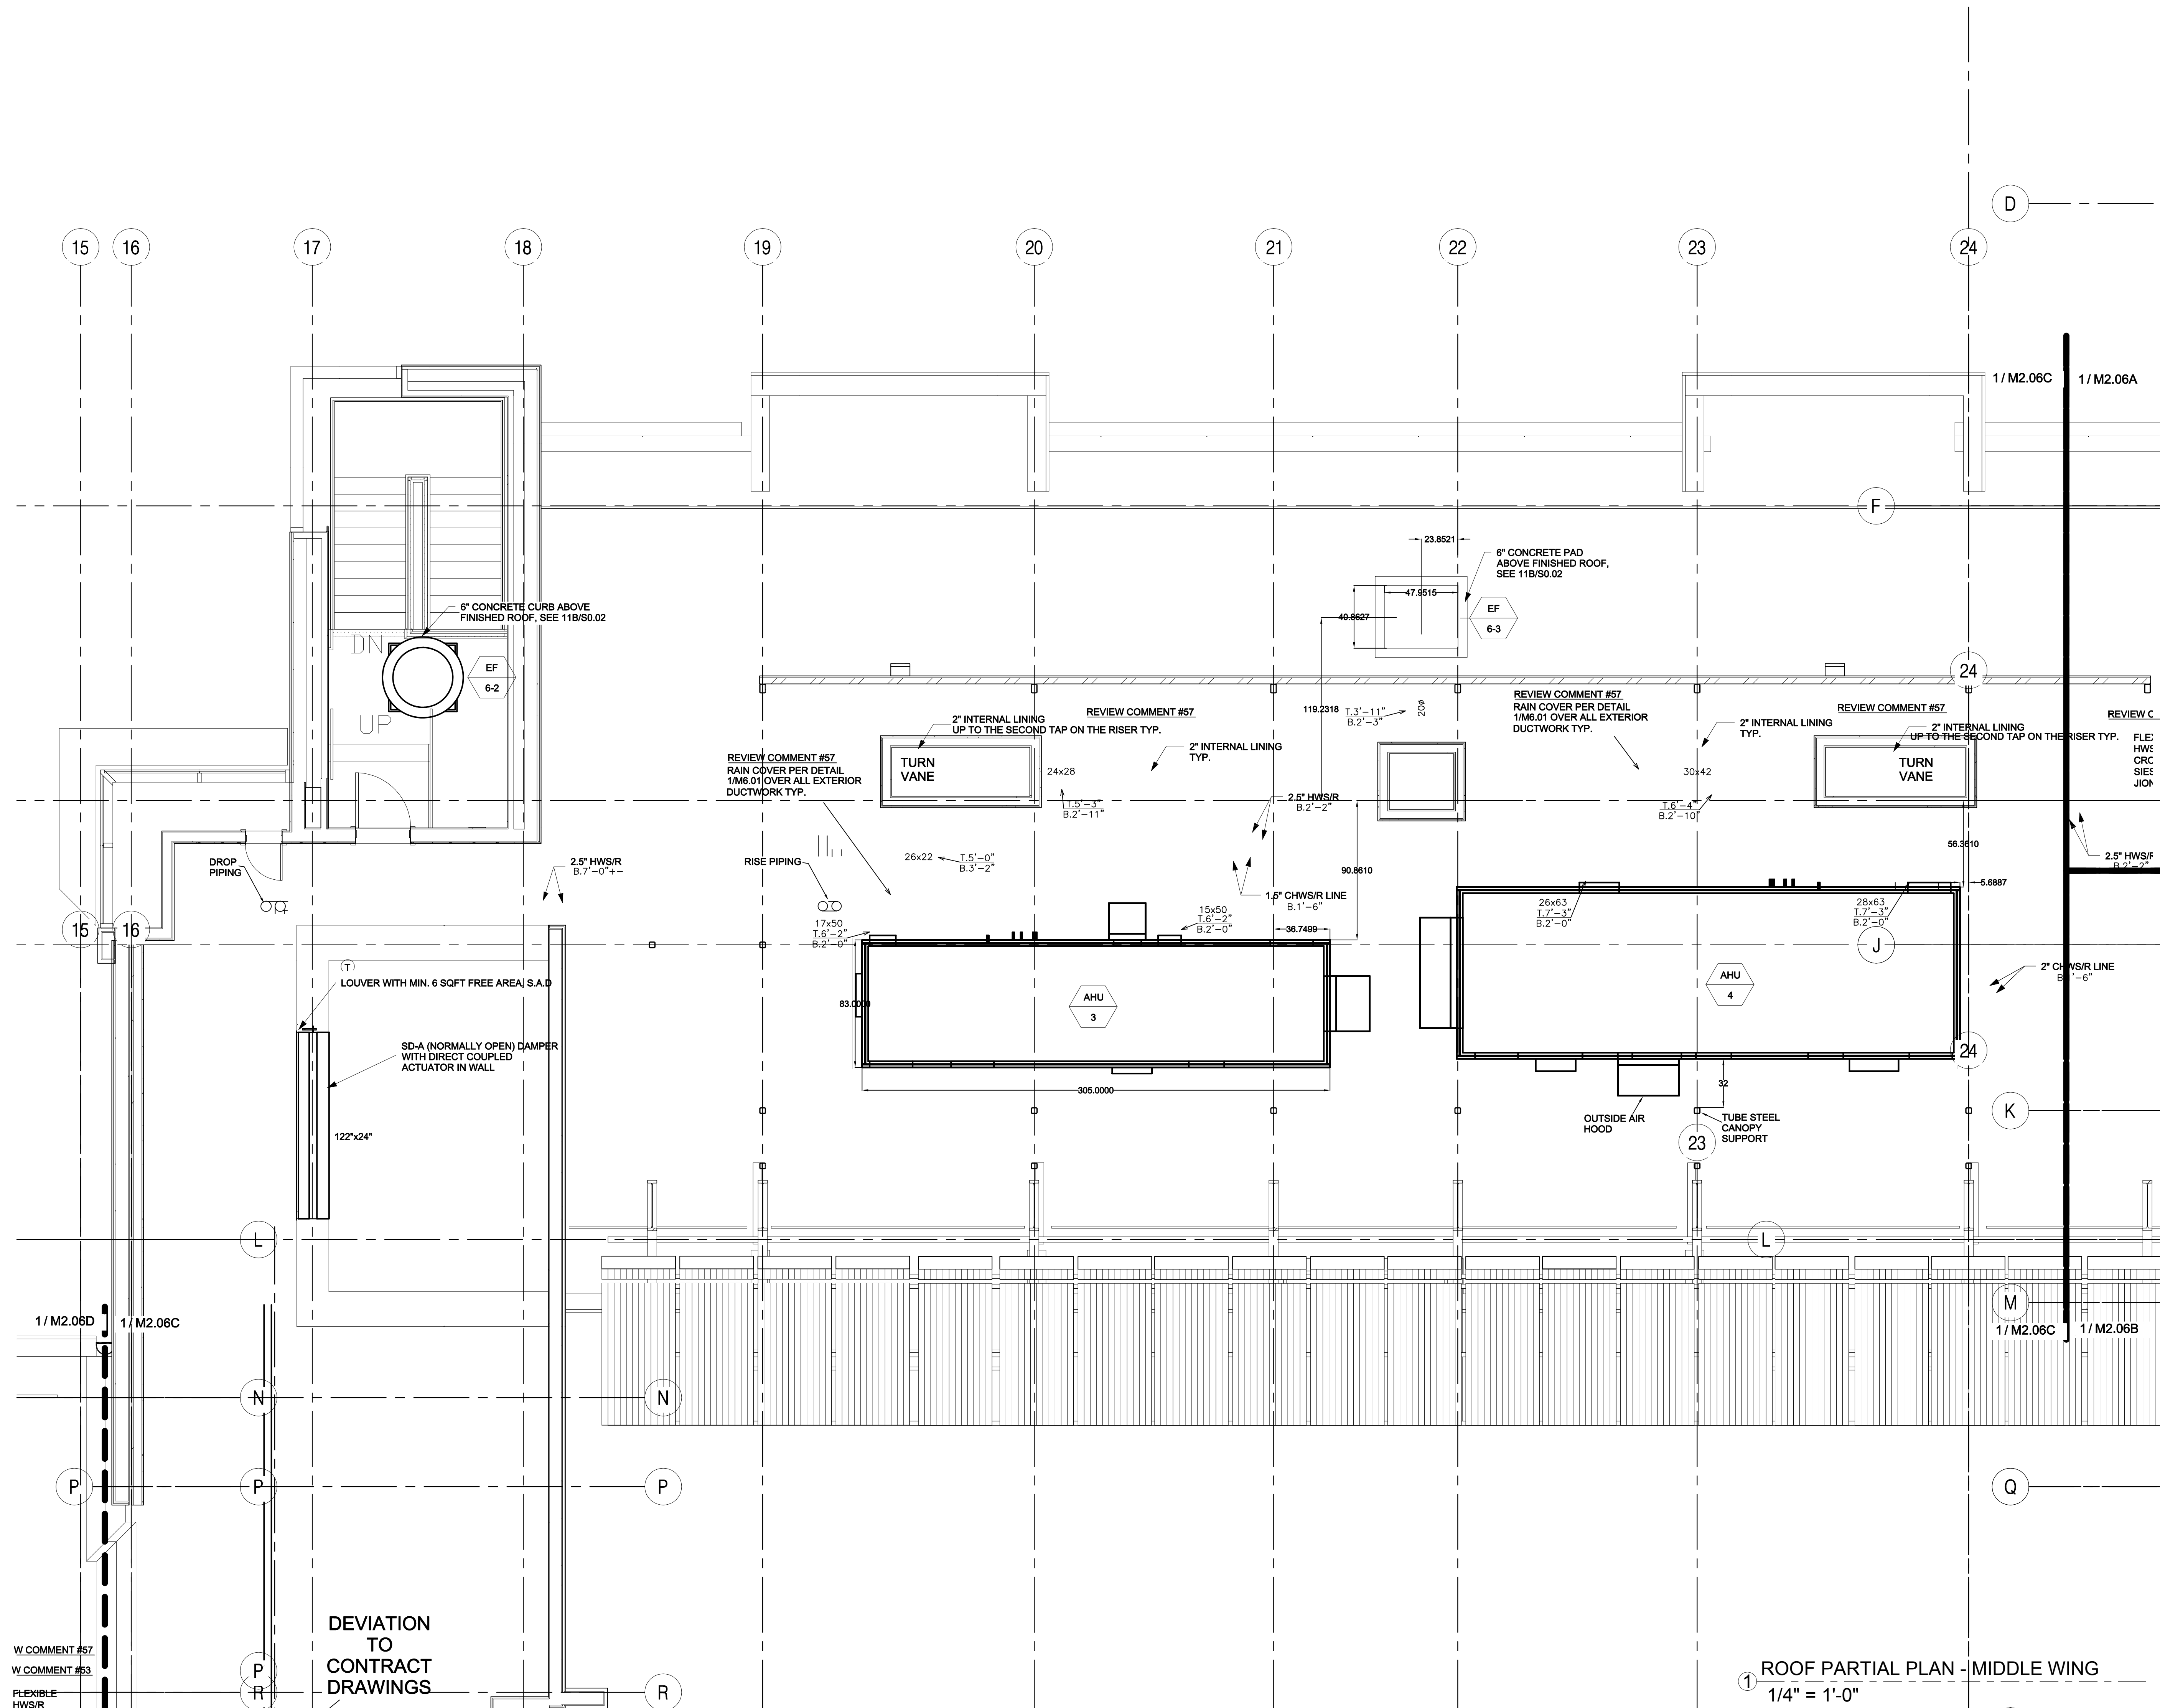 D
15
16
17
18
19
20
21
22
23
24
1 / M2.06C
1 / M2.06A
F
23.8521
6" CONCRETE PAD
ABOVE FINISHED ROOF,
SEE 11B/S0.02
47.9515
40.8627
EF
6-3
6" CONCRETE CURB ABOVE
FINISHED ROOF, SEE 11B/S0.02
DN
EF
6-2
UP
24
119.2318
T.3'-11"
B.2'-3"
20ø
REVIEW COMMENT #57
RAIN COVER PER DETAIL
1/M6.01 OVER ALL EXTERIOR
DUCTWORK TYP.
REVIEW COMMENT #57
2" INTERNAL LINING
UP TO THE SECOND TAP ON THE RISER TYP.
REVIEW COMMENT #57
2" INTERNAL LINING
UP TO THE SECOND TAP ON THE RISER TYP.
2" INTERNAL LINING
TYP.
2" INTERNAL LINING
TYP.
REVIEW C
FLEX
HWS
CRO
SIES
JION
REVIEW COMMENT #57
RAIN COVER PER DETAIL
1/M6.01 OVER ALL EXTERIOR
DUCTWORK TYP.
TURN
VANE
24x28
T.5'-3"
B.2'-11"
2.5" HWS/R
B.2'-2"
30x42
T.6'-4"
B.2'-10"
TURN
VANE
56.3610
DROP
PIPING
2.5" HWS/R
B.7'-0"+-
RISE PIPING
26x22
T.5'-0"
B.3'-2"
90.8610
2.5" HWS/F
B.2'-2"
5.6887
1.5" CHWS/R LINE
B.1'-6"
17x50
T.6'-2"
B.2'-0"
15x50
T.6'-2"
B.2'-0"
36.7499
26x63
T.7'-3"
B.2'-0"
28x63
T.7'-3"
B.2'-0"
15
16
J
T
LOUVER WITH MIN. 6 SQFT FREE AREA, S.A.D
2" CHWS/R LINE
83.0000
AHU
3
AHU
4
SD-A (NORMALLY OPEN) DAMPER
WITH DIRECT COUPLED
ACTUATOR IN WALL
24
305.0000
32
122"x24"
OUTSIDE AIR
HOOD
TUBE STEEL
CANOPY
SUPPORT
K
23
L
L
M
1 / M2.06D
1 / M2.06C
1 / M2.06C
1 / M2.06B
N
N
P
P
P
Q
DEVIATION
TO
CONTRACT
DRAWINGS
W COMMENT #57
W COMMENT #53
FLEXIBLE
HWS/R
P
R
R
1
ROOF PARTIAL PLAN - MIDDLE WING
1/4" = 1'-0"